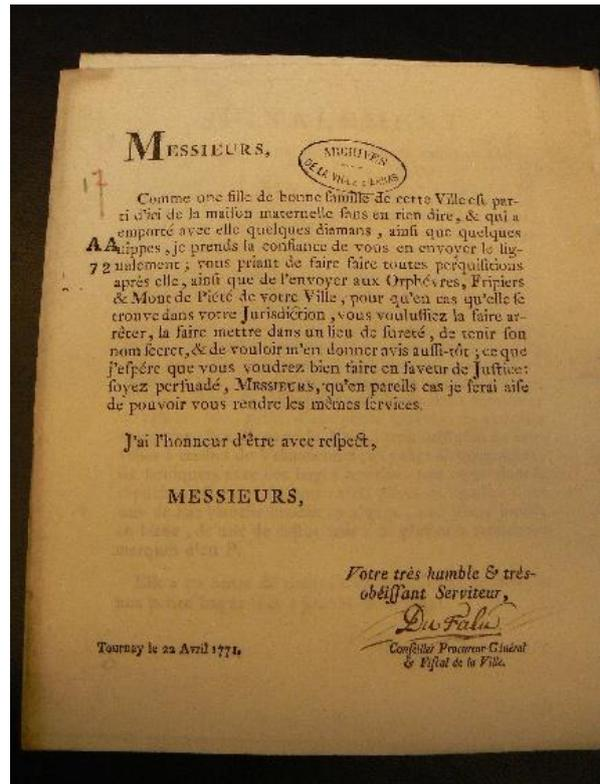 MESSIEURS,
ARCHIVES
DE LA VILLE D'ARRAS
17
Comme une fille de bonne famille de cette Ville est par-
ti d'ici de la maiſon maternelle ſans en rien dire, & qui a
emporté avec elle quelques diamans, ainſi que quelques
AA
nippes, je prends la confiance de vous en envoyer le ſig-
72
nalement; vous priant de faire faire toutes perquiſitions
après elle, ainſi que de l'envoyer aux Orphévres, Fripiers
& Mont de Piété de votre Ville, pour qu'en cas qu'elle ſe
trouve dans votre Jurisdiction, vous vouluſſiez la faire ar-
rêter, la faire mettre dans un lieu de ſureté, de tenir ſon
nom ſecret, & de vouloir m'en donner avis auſſi-tôt; ce que
j'eſpére que vous voudrez bien faire en faveur de Juſtice:
ſoyez perſuadé, MESSIEURS, qu'en pareils cas je ſerai aiſe
de pouvoir vous rendre les mêmes ſervices.
J'ai l'honneur d'être avec reſpect,
MESSIEURS,
Votre très humble & très-
obéiſſant Serviteur,
Du Falu
Tournay le 22 Avril 1771.
Conſeiller Procureur Général
& Fiſcal de la Ville.